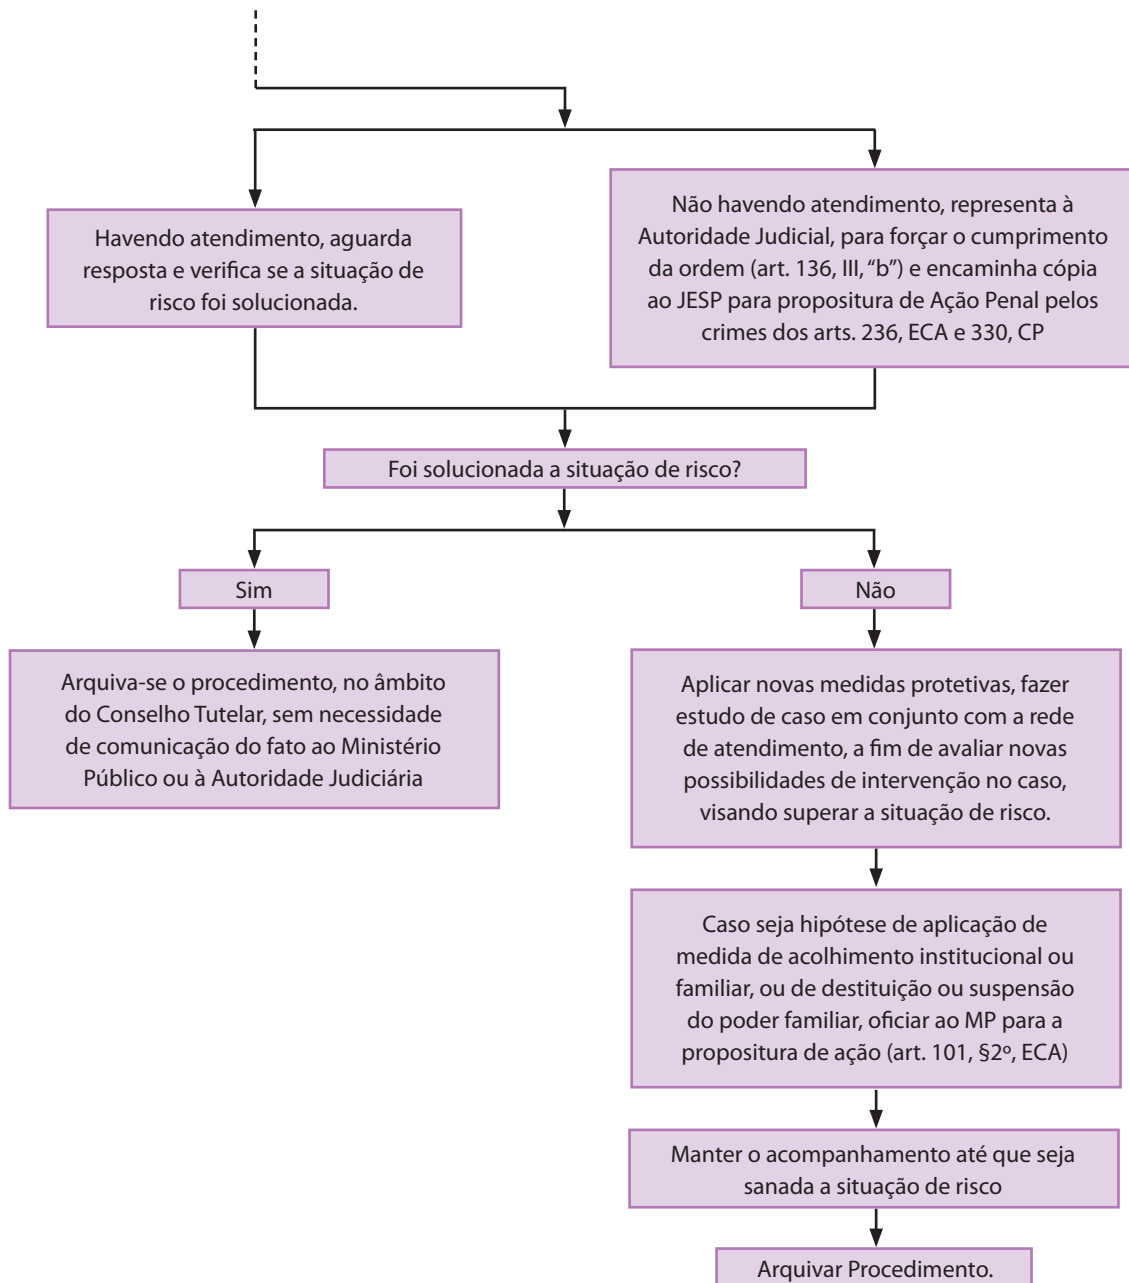 Havendo atendimento, aguarda
resposta e verifica se a situação de
risco foi solucionada.
Não havendo atendimento, representa à
Autoridade Judicial, para forçar o cumprimento
da ordem (art. 136, III, “b”) e encaminha cópia
ao JESP para propositura de Ação Penal pelos
crimes dos arts. 236, ECA e 330, CP
Foi solucionada a situação de risco?
Sim
Não
Arquiva-se o procedimento, no âmbito
do Conselho Tutelar, sem necessidade
de comunicação do fato ao Ministério
Público ou à Autoridade Judiciária
Aplicar novas medidas protetivas, fazer
estudo de caso em conjunto com a rede
de atendimento, a fim de avaliar novas
possibilidades de intervenção no caso,
visando superar a situação de risco.
Caso seja hipótese de aplicação de
medida de acolhimento institucional ou
familiar, ou de destituição ou suspensão
do poder familiar, oficiar ao MP para a
propositura de ação (art. 101, §2º, ECA)
Manter o acompanhamento até que seja
sanada a situação de risco
Arquivar Procedimento.